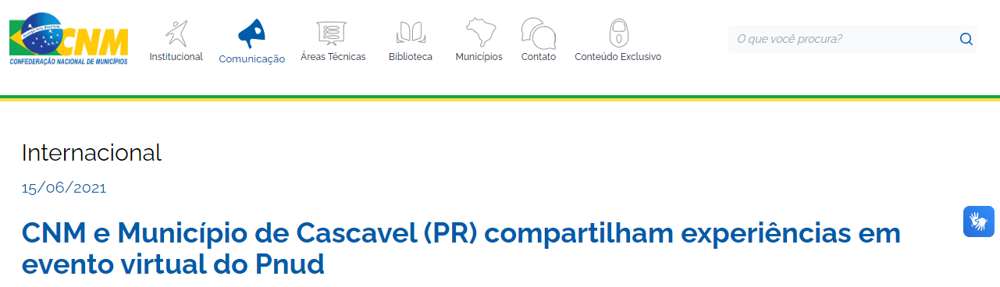 CNM
CONFEDERAÇÃO NACIONAL DE MUNICÍPIOS
Institucional
Comunicação
Áreas Técnicas
Biblioteca
Municípios
Contato
Conteúdo Exclusivo
O que você procura?
Internacional
15/06/2021
CNM e Município de Cascavel (PR) compartilham experiências em
evento virtual do Pnud